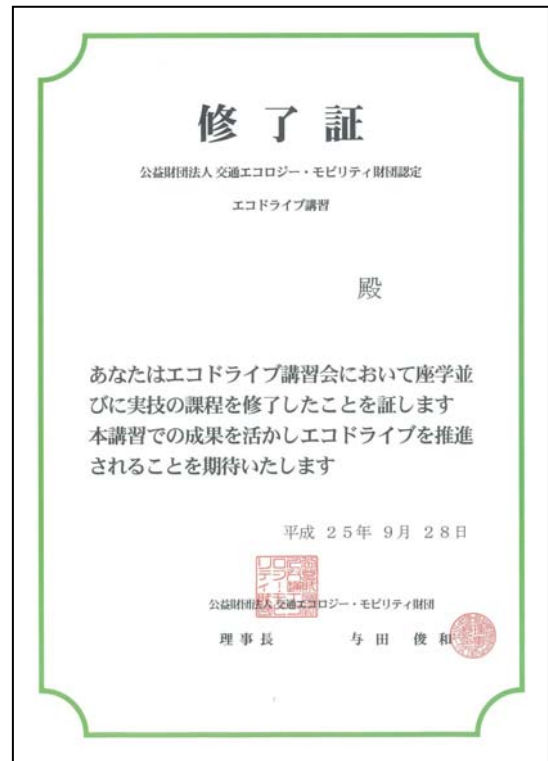 修了証
公益財団法人 交通エコロジー・モビリティ財団認定
エコドライブ講習
殿
あなたはエコドライブ講習会において座学並
びに実技の課程を修了したことを証します
本講習での成果を活かしエコドライブを推進
されることを期待いたします
平成 25年 9月 28日
公益財団法人 交通エコロジー・モビリティ財団
理事長 与田 俊和